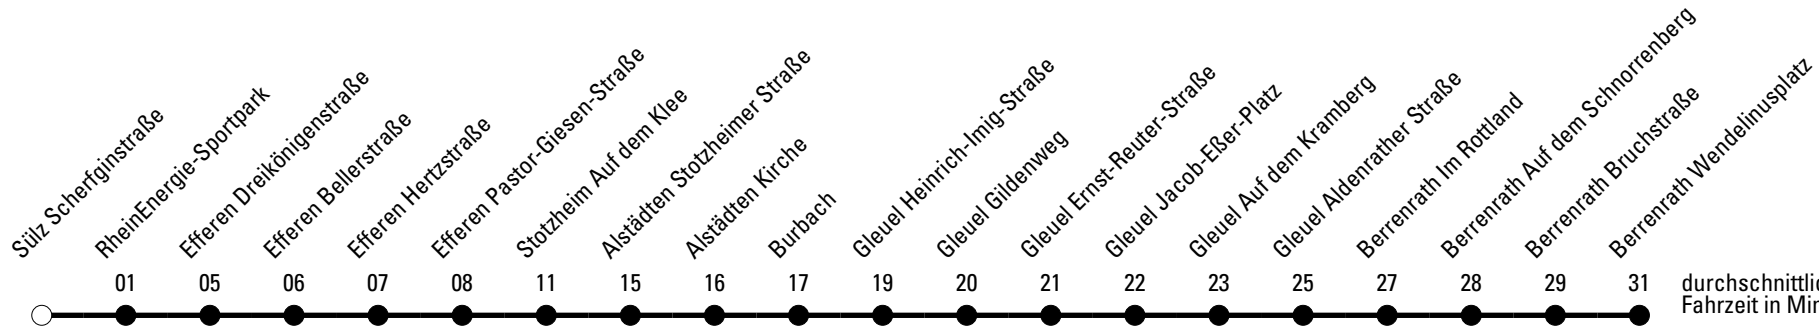 Sülz Scherfginstraße
RheinEnergie-Sportpark
Efferen Dreikönigenstraße
Efferen Bellerstraße
Efferen Hertzstraße
Efferen Pastor-Giesen-Straße
Stotzheim Auf dem Klee
Alstädten Stotzheimer Straße
Alstädten Kirche
Burbach
Gleuel Heinrich-Imig-Straße
Gleuel Gildenweg
Gleuel Ernst-Reuter-Straße
Gleuel Jacob-Eßer-Platz
Gleuel Auf dem Kramberg
Gleuel Aldenrather Straße
Berrenrath Im Rottland
Berrenrath Auf dem Schnorrenberg
Berrenrath Bruchstraße
Berrenrath Wendelinusplatz
01 05 06 07 08 11 15 16 17 19 20 21 22 23 25 27 28 29 31
Fahrzeit in